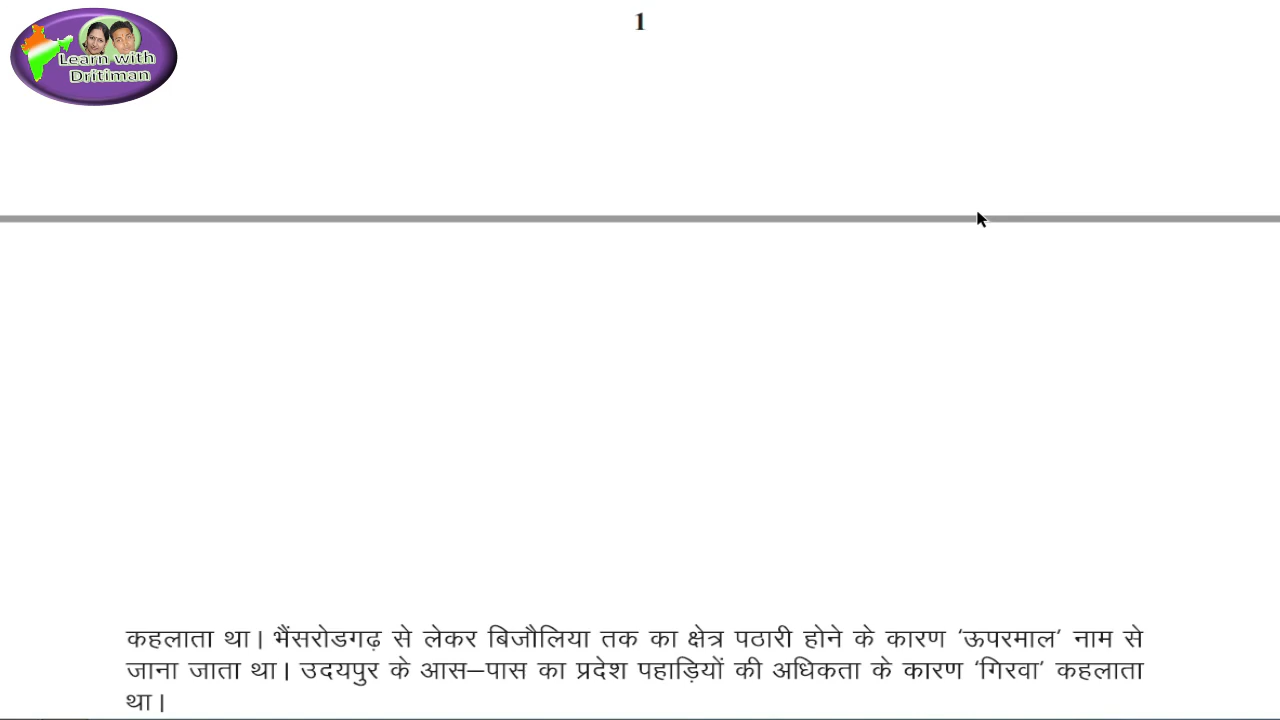 1
Learn with
Dritiman
कहलाता था। भैंसरोडगढ़ से लेकर बिजौलिया तक का क्षेत्र पठारी होने के कारण ‘ऊपरमाल’ नाम से
जाना जाता था। उदयपुर के आस–पास का प्रदेश पहाड़ियों की अधिकता के कारण ‘गिरवा’ कहलाता
था।